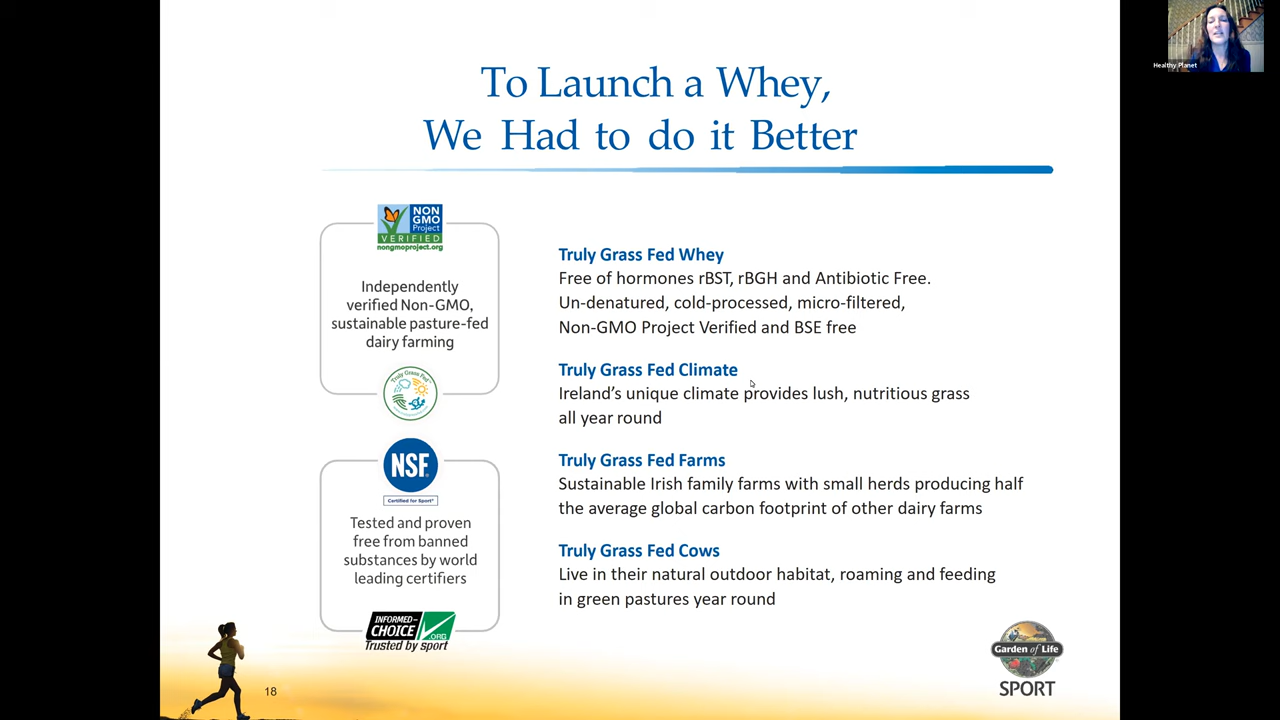 Healthy Planet
To Launch a Whey,
We Had to do it Better
NON
GMO
Project
VERIFIED
nongmoproject.org
Independently
verified Non-GMO,
sustainable pasture-fed
dairy farming
Truly Grass Fed
NSF
Certified for Sport®
Tested and proven
free from banned
substances by world
leading certifiers
INFORMED-
CHOICE
.ORG
Trusted by sport
Truly Grass Fed Whey
Free of hormones rBST, rBGH and Antibiotic Free.
Un-denatured, cold-processed, micro-filtered,
Non-GMO Project Verified and BSE free
Truly Grass Fed Climate
Ireland’s unique climate provides lush, nutritious grass
all year round
Truly Grass Fed Farms
Sustainable Irish family farms with small herds producing half
the average global carbon footprint of other dairy farms
Truly Grass Fed Cows
Live in their natural outdoor habitat, roaming and feeding
in green pastures year round
18
Garden of Life
SPORT